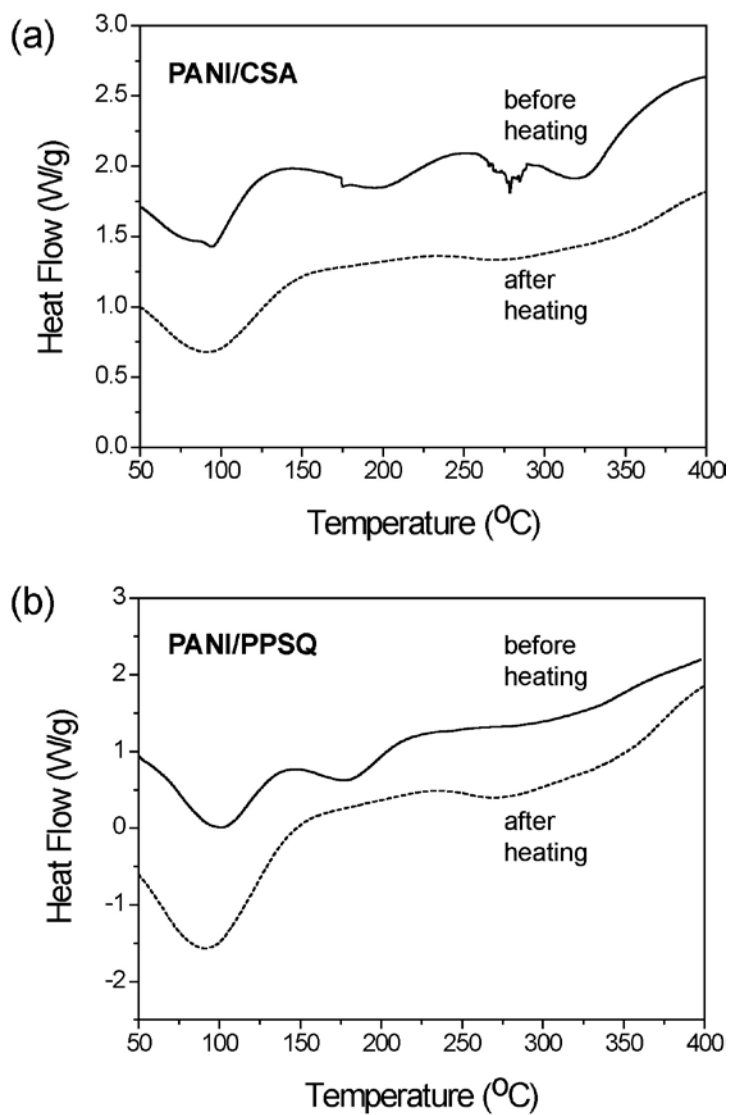 (a)
PANI/CSA
before
heating
after
heating
Heat Flow (W/g)
3.0
2.5
2.0
1.5
1.0
0.5
0.0
50 100 150 200 250 300 350 400
Temperature (°C)
(b)
PANI/PPSQ
before
heating
after
heating
Heat Flow (W/g)
3
2
1
0
-1
-2
50 100 150 200 250 300 350 400
Temperature (°C)